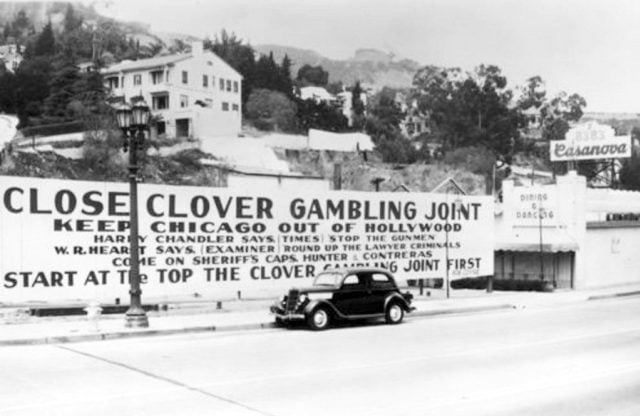 CLOSE CLOVER GAMBLING JOINT
KEEP CHICAGO OUT OF HOLLYWOOD
HARRY CHANDLER SAYS, (TIMES) STOP THE GUNMEN
W. R. HEARST SAYS, (EXAMINER) ROUND UP THE LAWYER CRIMINALS
COME ON SHERIFF'S CAPS. HUNTER & CONTRERAS
START AT THE TOP THE CLOVER GAMBLING JOINT FIRST
8383
Casanova
DINING
&
DANCING